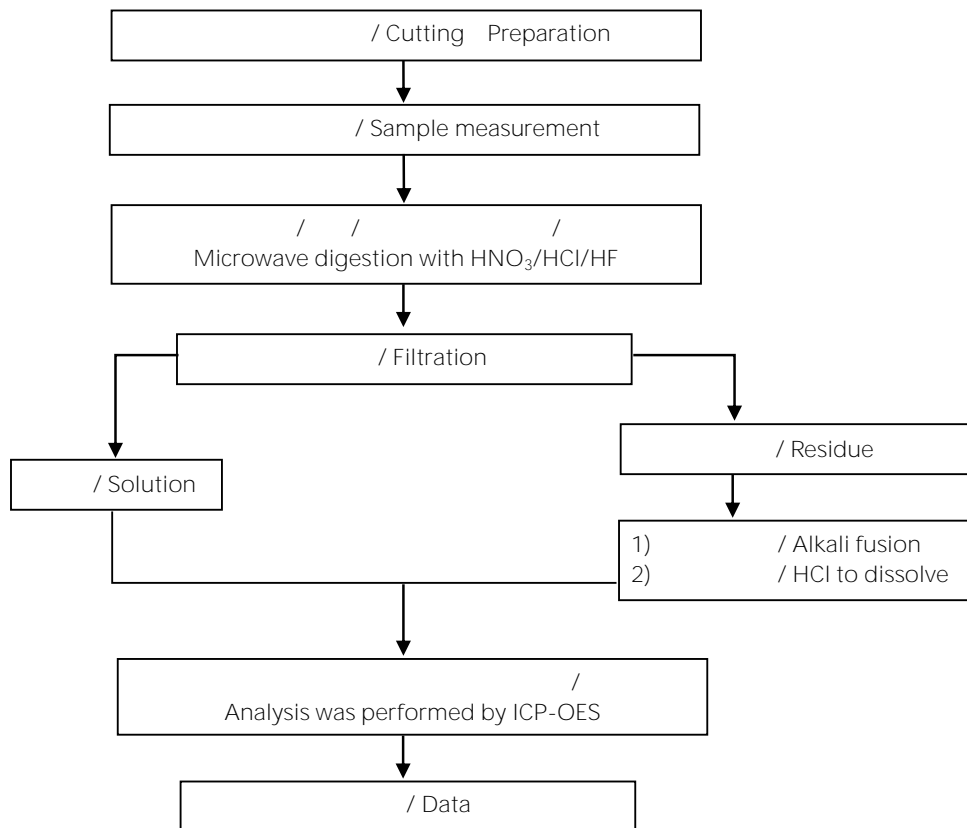 / Cutting Preparation
/ Sample measurement
/ / /
Microwave digestion with HNO₃/HCl/HF
/ Filtration
/ Residue
/ Solution
1) / Alkali fusion
2) / HCl to dissolve
/
Analysis was performed by ICP-OES
/ Data